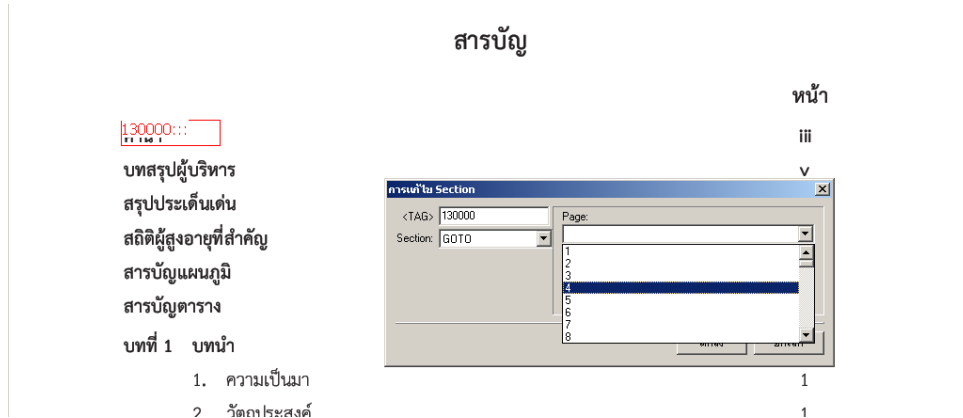 สารบัญ
หน้า
130000:::
iii
บทสรุปผู้บริหาร
v
สรุปประเด็นเด่น
สถิติผู้สูงอายุที่สำคัญ
สารบัญแผนภูมิ
สารบัญตาราง
บทที่ 1 บทนำ
1. ความเป็นมา
1
2. วัตถุประสงค์
1
การแก้ไข Section
<TAG> 130000
Section: GOTO
Page:
1
2
3
4
5
6
7
8